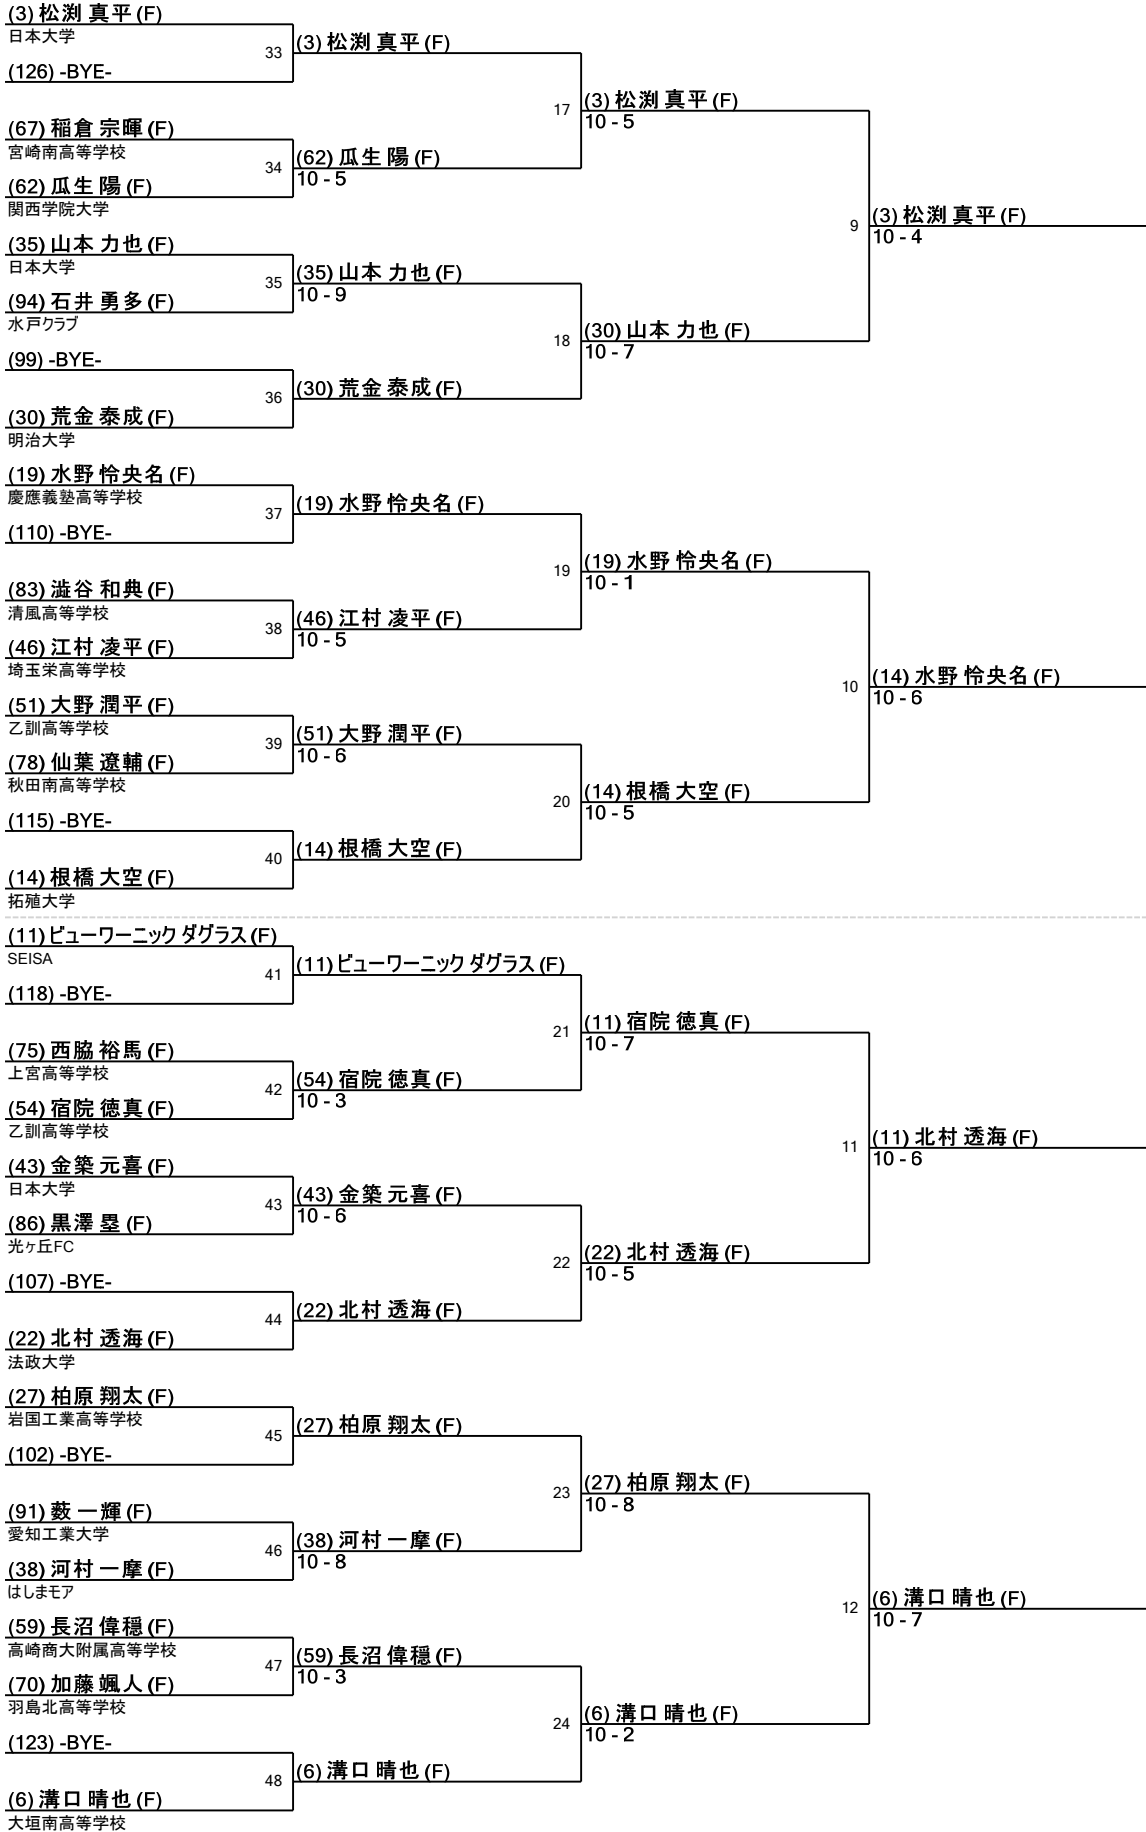 (3) 松渕 真平 (F)
日本大学
33
(3) 松渕 真平 (F)
(126) -BYE-
17
(3) 松渕 真平 (F)
10 - 5
(67) 稲倉 宗暉 (F)
宮崎南高等学校
34
(62) 瓜生 陽 (F)
10 - 5
(62) 瓜生 陽 (F)
関西学院大学
9
(3) 松渕 真平 (F)
10 - 4
(35) 山本 力也 (F)
日本大学
35
(35) 山本 力也 (F)
10 - 9
(94) 石井 勇多 (F)
水戸クラブ
18
(30) 山本 力也 (F)
10 - 7
(99) -BYE-
36
(30) 荒金 泰成 (F)
(30) 荒金 泰成 (F)
明治大学
(19) 水野 怜央名 (F)
慶應義塾高等学校
37
(19) 水野 怜央名 (F)
(110) -BYE-
19
(19) 水野 怜央名 (F)
10 - 1
(83) 澁谷 和典 (F)
清風高等学校
38
(46) 江村 凌平 (F)
10 - 5
(46) 江村 凌平 (F)
埼玉栄高等学校
10
(14) 水野 怜央名 (F)
10 - 6
(51) 大野 潤平 (F)
乙訓高等学校
39
(51) 大野 潤平 (F)
10 - 6
(78) 仙葉 遼輔 (F)
秋田南高等学校
20
(14) 根橋 大空 (F)
10 - 5
(115) -BYE-
40
(14) 根橋 大空 (F)
(14) 根橋 大空 (F)
拓殖大学
(11) ビューワーニック ダグラス (F)
SEISA
41
(11) ビューワーニック ダグラス (F)
(118) -BYE-
21
(11) 宿院 徳真 (F)
10 - 7
(75) 西脇 裕馬 (F)
上宮高等学校
42
(54) 宿院 徳真 (F)
10 - 3
(54) 宿院 徳真 (F)
乙訓高等学校
11
(11) 北村 透海 (F)
10 - 6
(43) 金築 元喜 (F)
日本大学
43
(43) 金築 元喜 (F)
10 - 6
(86) 黒澤 塁 (F)
光ヶ丘FC
22
(22) 北村 透海 (F)
10 - 5
(107) -BYE-
44
(22) 北村 透海 (F)
(22) 北村 透海 (F)
法政大学
(27) 柏原 翔太 (F)
岩国工業高等学校
45
(27) 柏原 翔太 (F)
(102) -BYE-
23
(27) 柏原 翔太 (F)
10 - 8
(91) 薮 一輝 (F)
愛知工業大学
46
(38) 河村 一摩 (F)
10 - 8
(38) 河村 一摩 (F)
はしまモア
12
(6) 溝口 晴也 (F)
10 - 7
(59) 長沼 偉穏 (F)
高崎商大附属高等学校
47
(59) 長沼 偉穏 (F)
10 - 3
(70) 加藤 颯人 (F)
羽島北高等学校
24
(6) 溝口 晴也 (F)
10 - 2
(123) -BYE-
48
(6) 溝口 晴也 (F)
(6) 溝口 晴也 (F)
大垣南高等学校